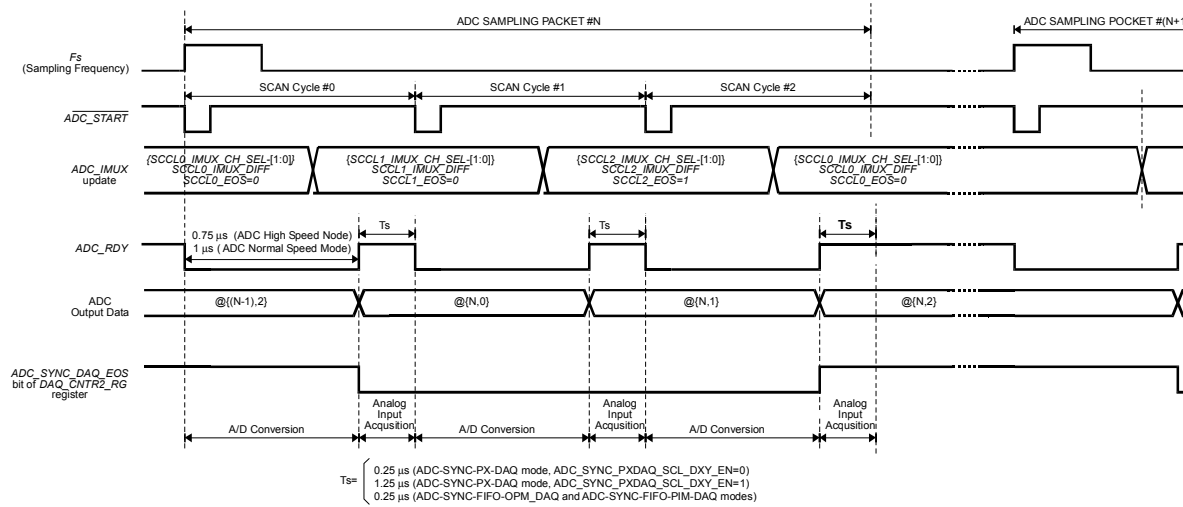 ADC SAMPLING PACKET #N
ADC SAMPLING POCKET #(N+1
Fs
(Sampling Frequency)
SCAN Cycle #0
SCAN Cycle #1
SCAN Cycle #2
ADC_START
ADC_IMUX
update
{SCCL0_IMUX_CH_SEL-[1:0]}
SCCL0_IMUX_DIFF
SCCL0_EOS=0
{SCCL1_IMUX_CH_SEL-[1:0]}
SCCL1_IMUX_DIFF
SCCL1_EOS=0
{SCCL2_IMUX_CH_SEL-[1:0]}
SCCL2_IMUX_DIFF
SCCL2_EOS=1
{SCCL0_IMUX_CH_SEL-[1:0]}
SCCL0_IMUX_DIFF
SCCL0_EOS=0
Ts
Ts
Ts
ADC_RDY
0.75 µs (ADC High Speed Node)
1 µs (ADC Normal Speed Mode)
ADC
Output Data
@{(N-1),2}
@{N,0}
@{N,1}
@{N,2}
ADC_SYNC_DAQ_EOS
bit of DAQ_CNTR2_RG
register
Analog
Input
Acqusition
Analog
Input
Acqusition
Analog
Input
Acqusition
A/D Conversion
A/D Conversion
A/D Conversion
Ts=
0.25 µs (ADC-SYNC-PX-DAQ mode, ADC_SYNC_PXDAQ_SCL_DXY_EN=0)
1.25 µs (ADC-SYNC-PX-DAQ mode, ADC_SYNC_PXDAQ_SCL_DXY_EN=1)
0.25 µs (ADC-SYNC-FIFO-OPM_DAQ and ADC-SYNC-FIFO-PIM-DAQ modes)